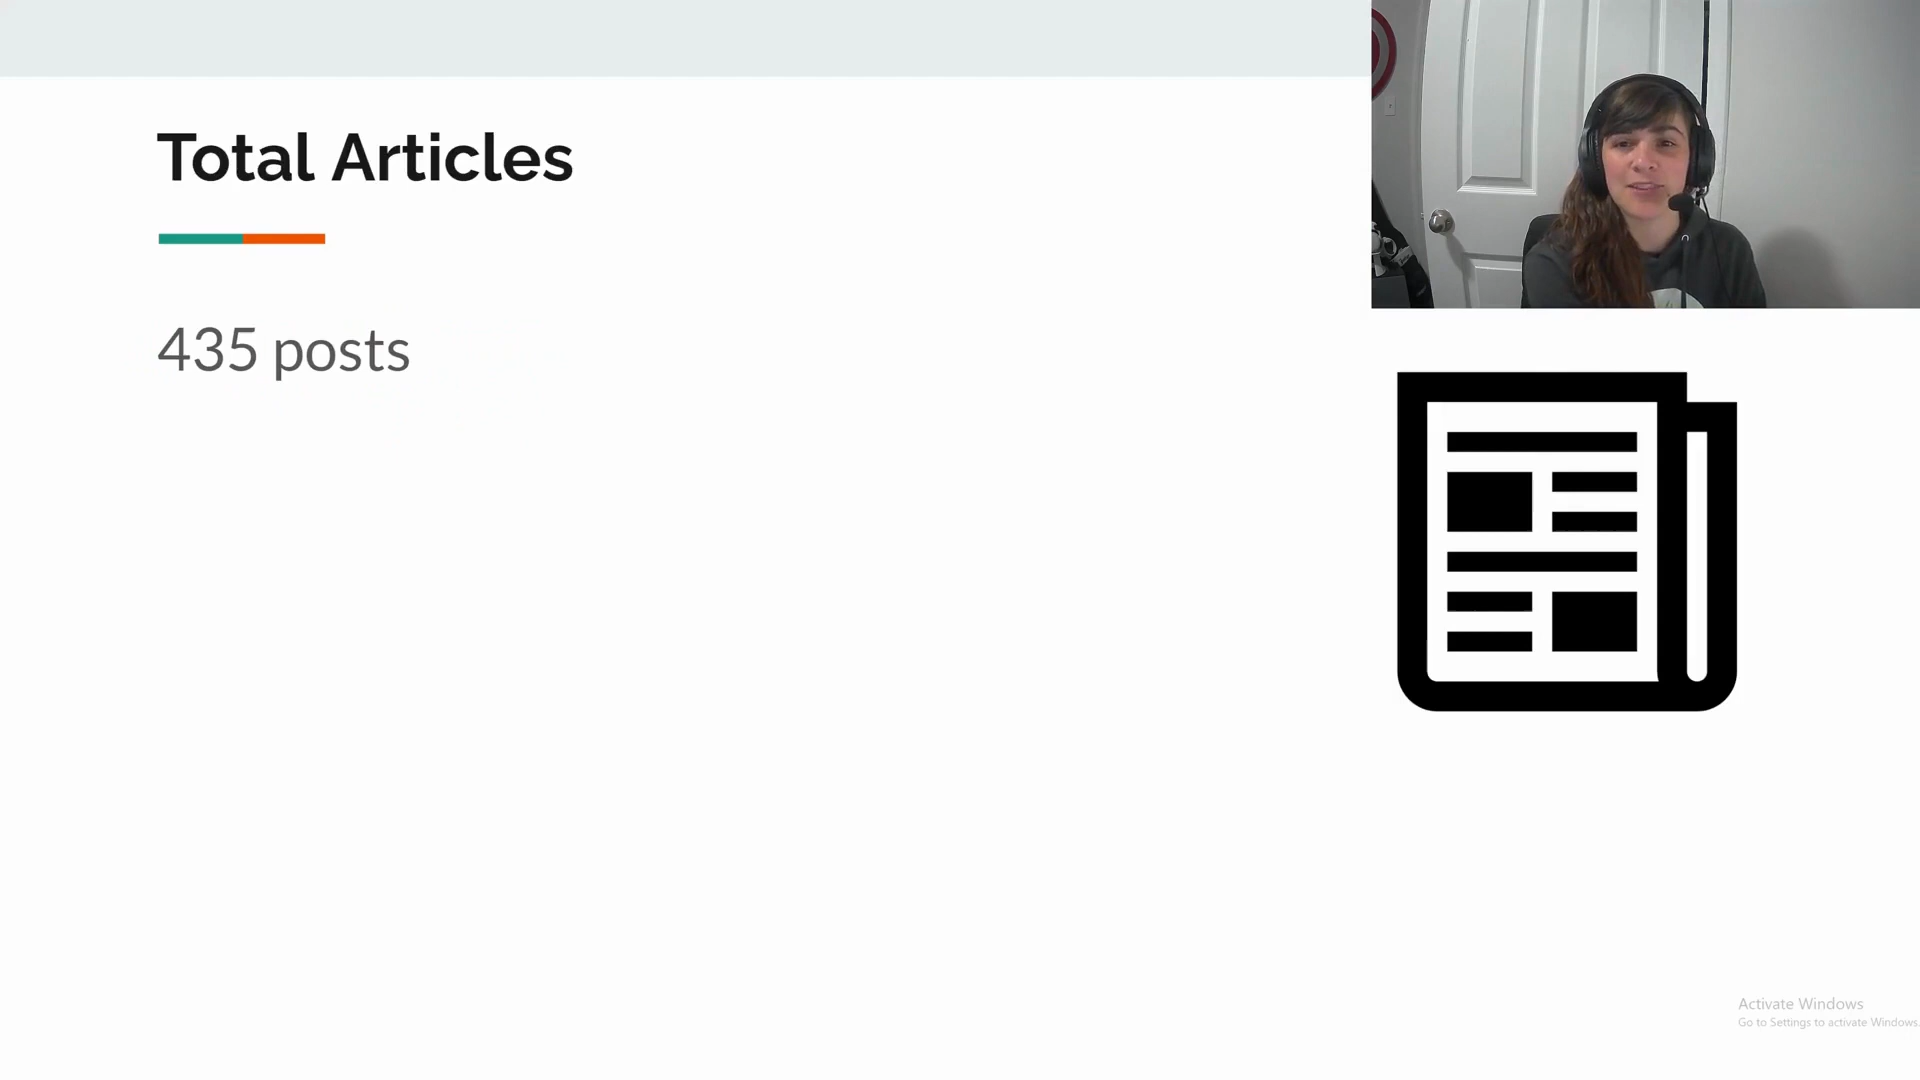 Total Articles
435 posts
Activate Windows
Go to Settings to activate Windows.